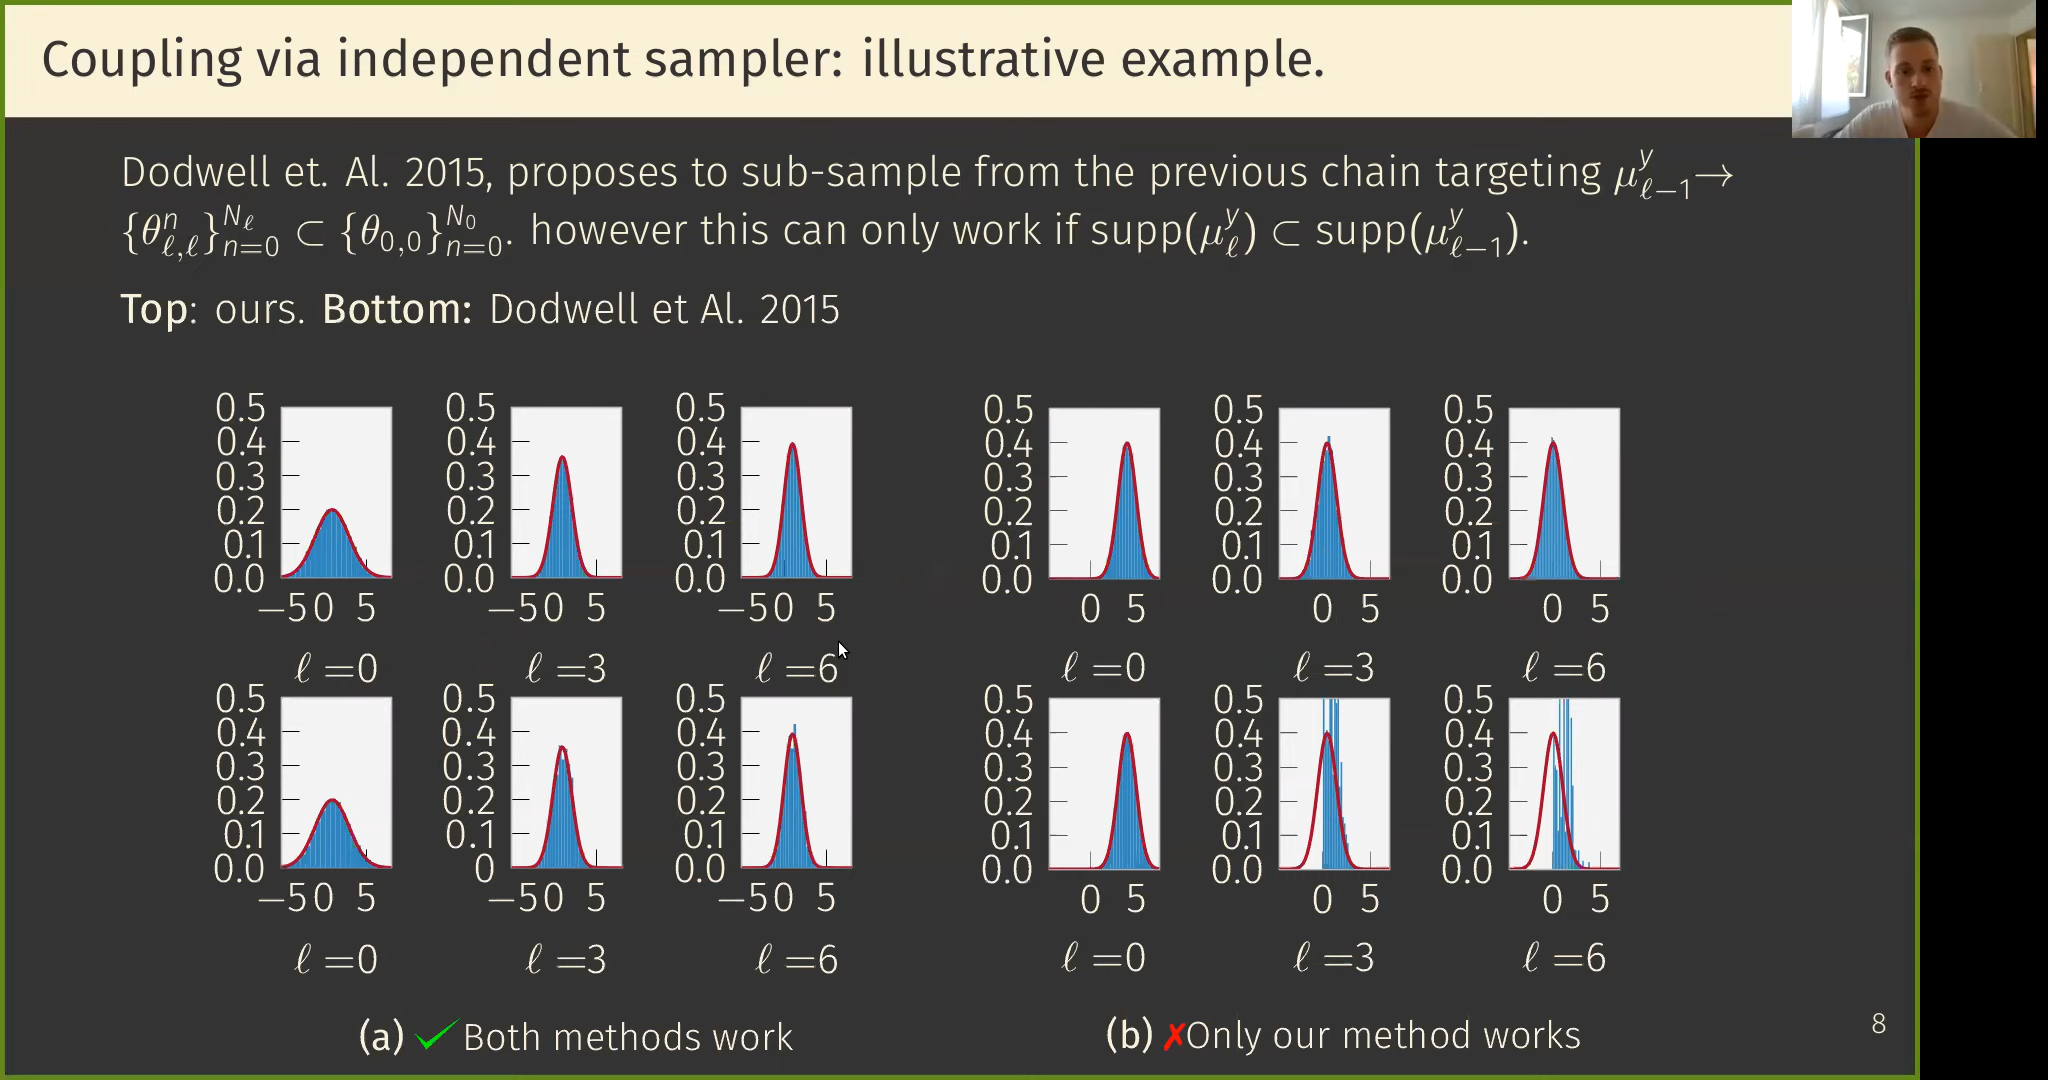 Coupling via independent sampler: illustrative example.
Dodwell et. Al. 2015, proposes to sub-sample from the previous chain targeting μ^y_{ℓ−1}→
{θ^n_{ℓ,ℓ}}^{N_ℓ}_{n=0} ⊂ {θ_{0,0}}^{N_0}_{n=0}. however this can only work if supp(μ^y_ℓ) ⊂ supp(μ^y_{ℓ−1}).
Top: ours. Bottom: Dodwell et Al. 2015
0.5 0.5 0.5 0.5 0.5 0.5
0.4 0.4 0.4 0.4 0.4 0.4
0.3 0.3 0.3 0.3 0.3 0.3
0.2 0.2 0.2 0.2 0.2 0.2
0.1 0.1 0.1 0.1 0.1 0.1
0.0 0.0 0.0 0.0 0.0 0.0
−5 0 5 −5 0 5 −5 0 5 0 5 0 5 0 5
ℓ =0 ℓ =3 ℓ =6 ℓ =0 ℓ =3 ℓ =6
0.5 0.5 0.5 0.5 0.5 0.5
0.4 0.4 0.4 0.4 0.4 0.4
0.3 0.3 0.3 0.3 0.3 0.3
0.2 0.2 0.2 0.2 0.2 0.2
0.1 0.1 0.1 0.1 0.1 0.1
0.0 0 0.0 0.0 0.0 0.0
−5 0 5 −5 0 5 −5 0 5 0 5 0 5 0 5
ℓ =0 ℓ =3 ℓ =6 ℓ =0 ℓ =3 ℓ =6
(a) ✓ Both methods work (b) ✗Only our method works
8